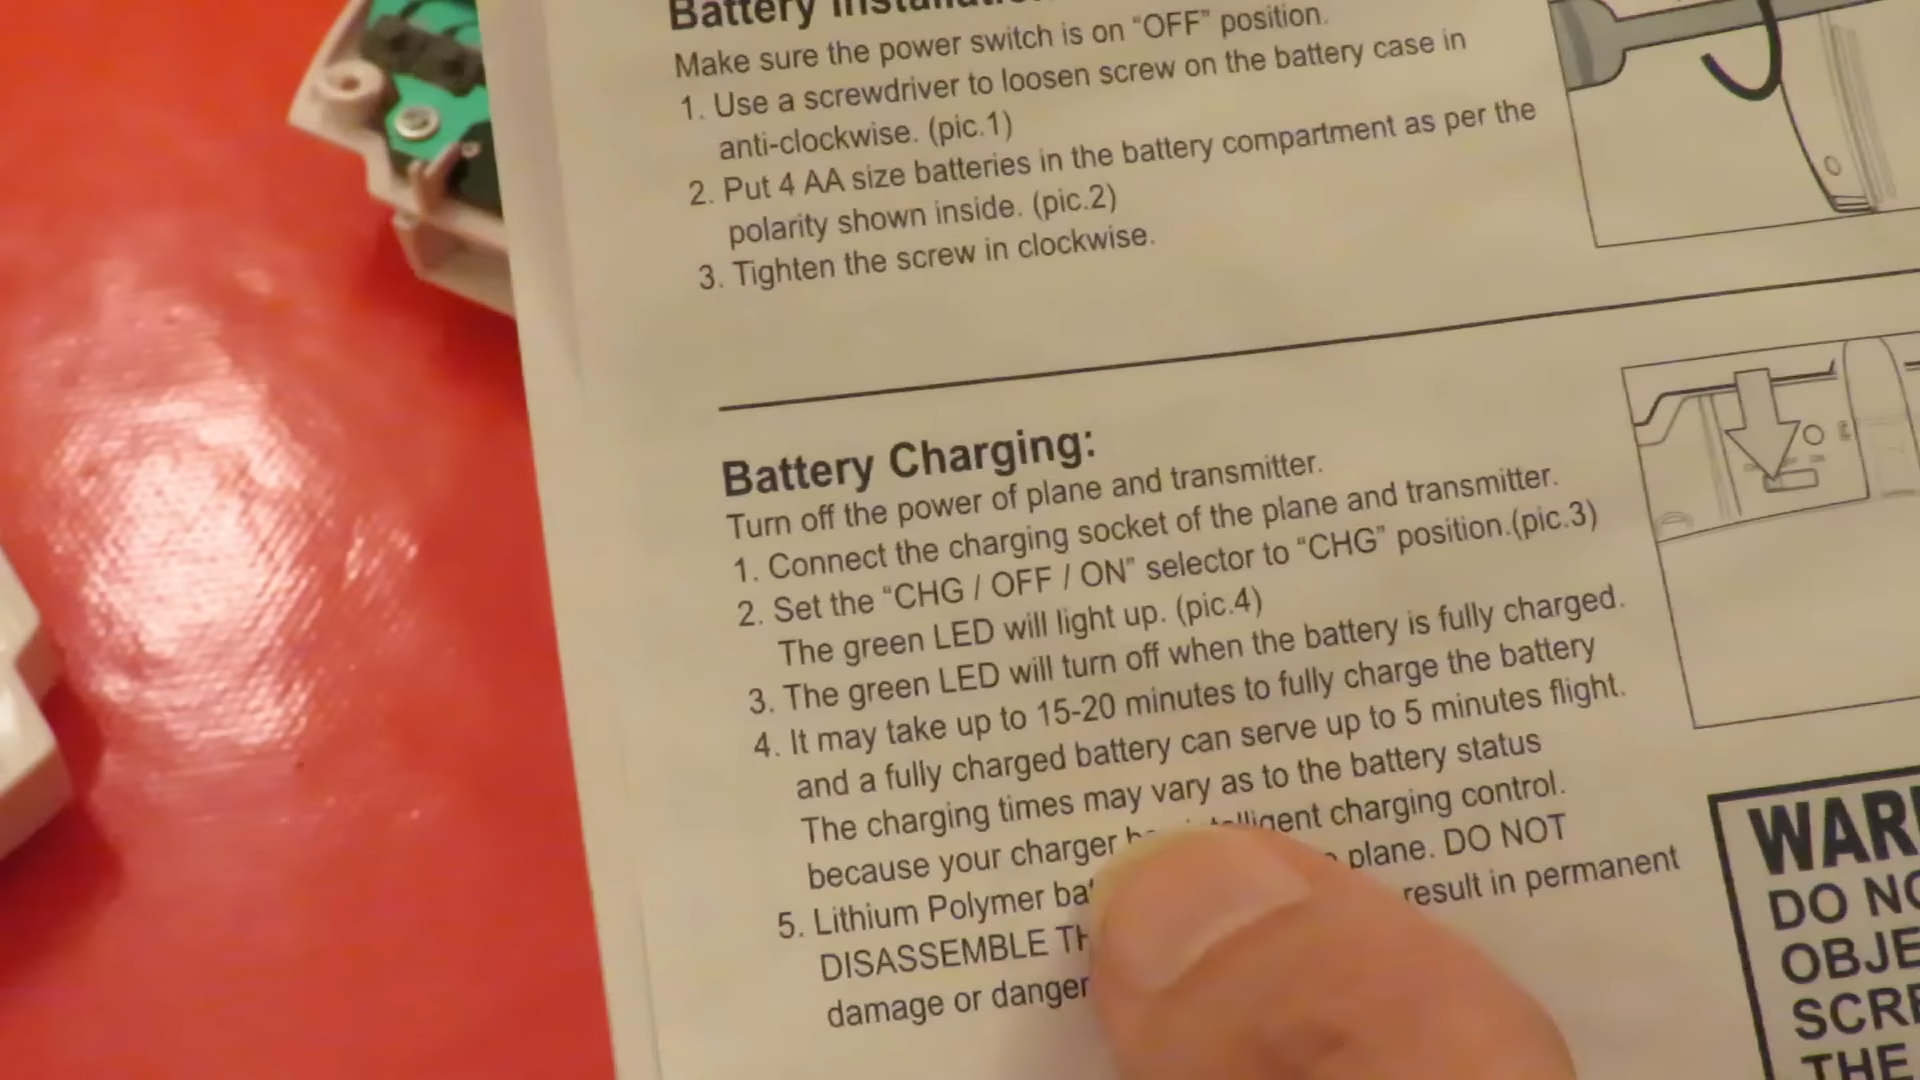 Battery Installation
Make sure the power switch is on “OFF” position.
1. Use a screwdriver to loosen screw on the battery case in
anti-clockwise. (pic.1)
2. Put 4 AA size batteries in the battery compartment as per the
polarity shown inside. (pic.2)
3. Tighten the screw in clockwise.
Battery Charging:
Turn off the power of plane and transmitter.
1. Connect the charging socket of the plane and transmitter.
2. Set the “CHG / OFF / ON” selector to “CHG” position.(pic.3)
The green LED will light up. (pic.4)
3. The green LED will turn off when the battery is fully charged.
4. It may take up to 15-20 minutes to fully charge the battery
and a fully charged battery can serve up to 5 minutes flight.
The charging times may vary as to the battery status
because your charger intelligent charging control.
5. Lithium Polymer plane. DO NOT
DISASSEMBLE result in permanent
damage or danger
DO
THE